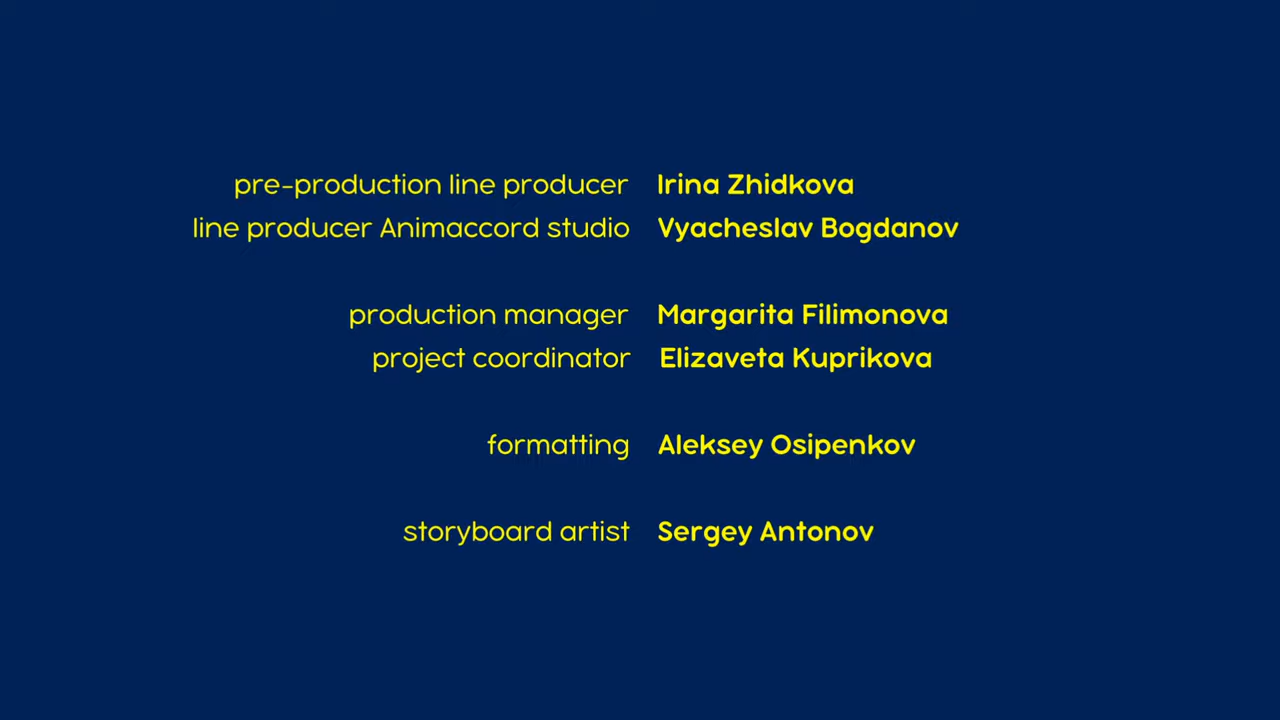 pre-production line producer Irina Zhidkova
line producer Animaccord studio Vyacheslav Bogdanov
production manager Margarita Filimonova
project coordinator Elizaveta Kuprikova
formatting Aleksey Osipenkov
storyboard artist Sergey Antonov